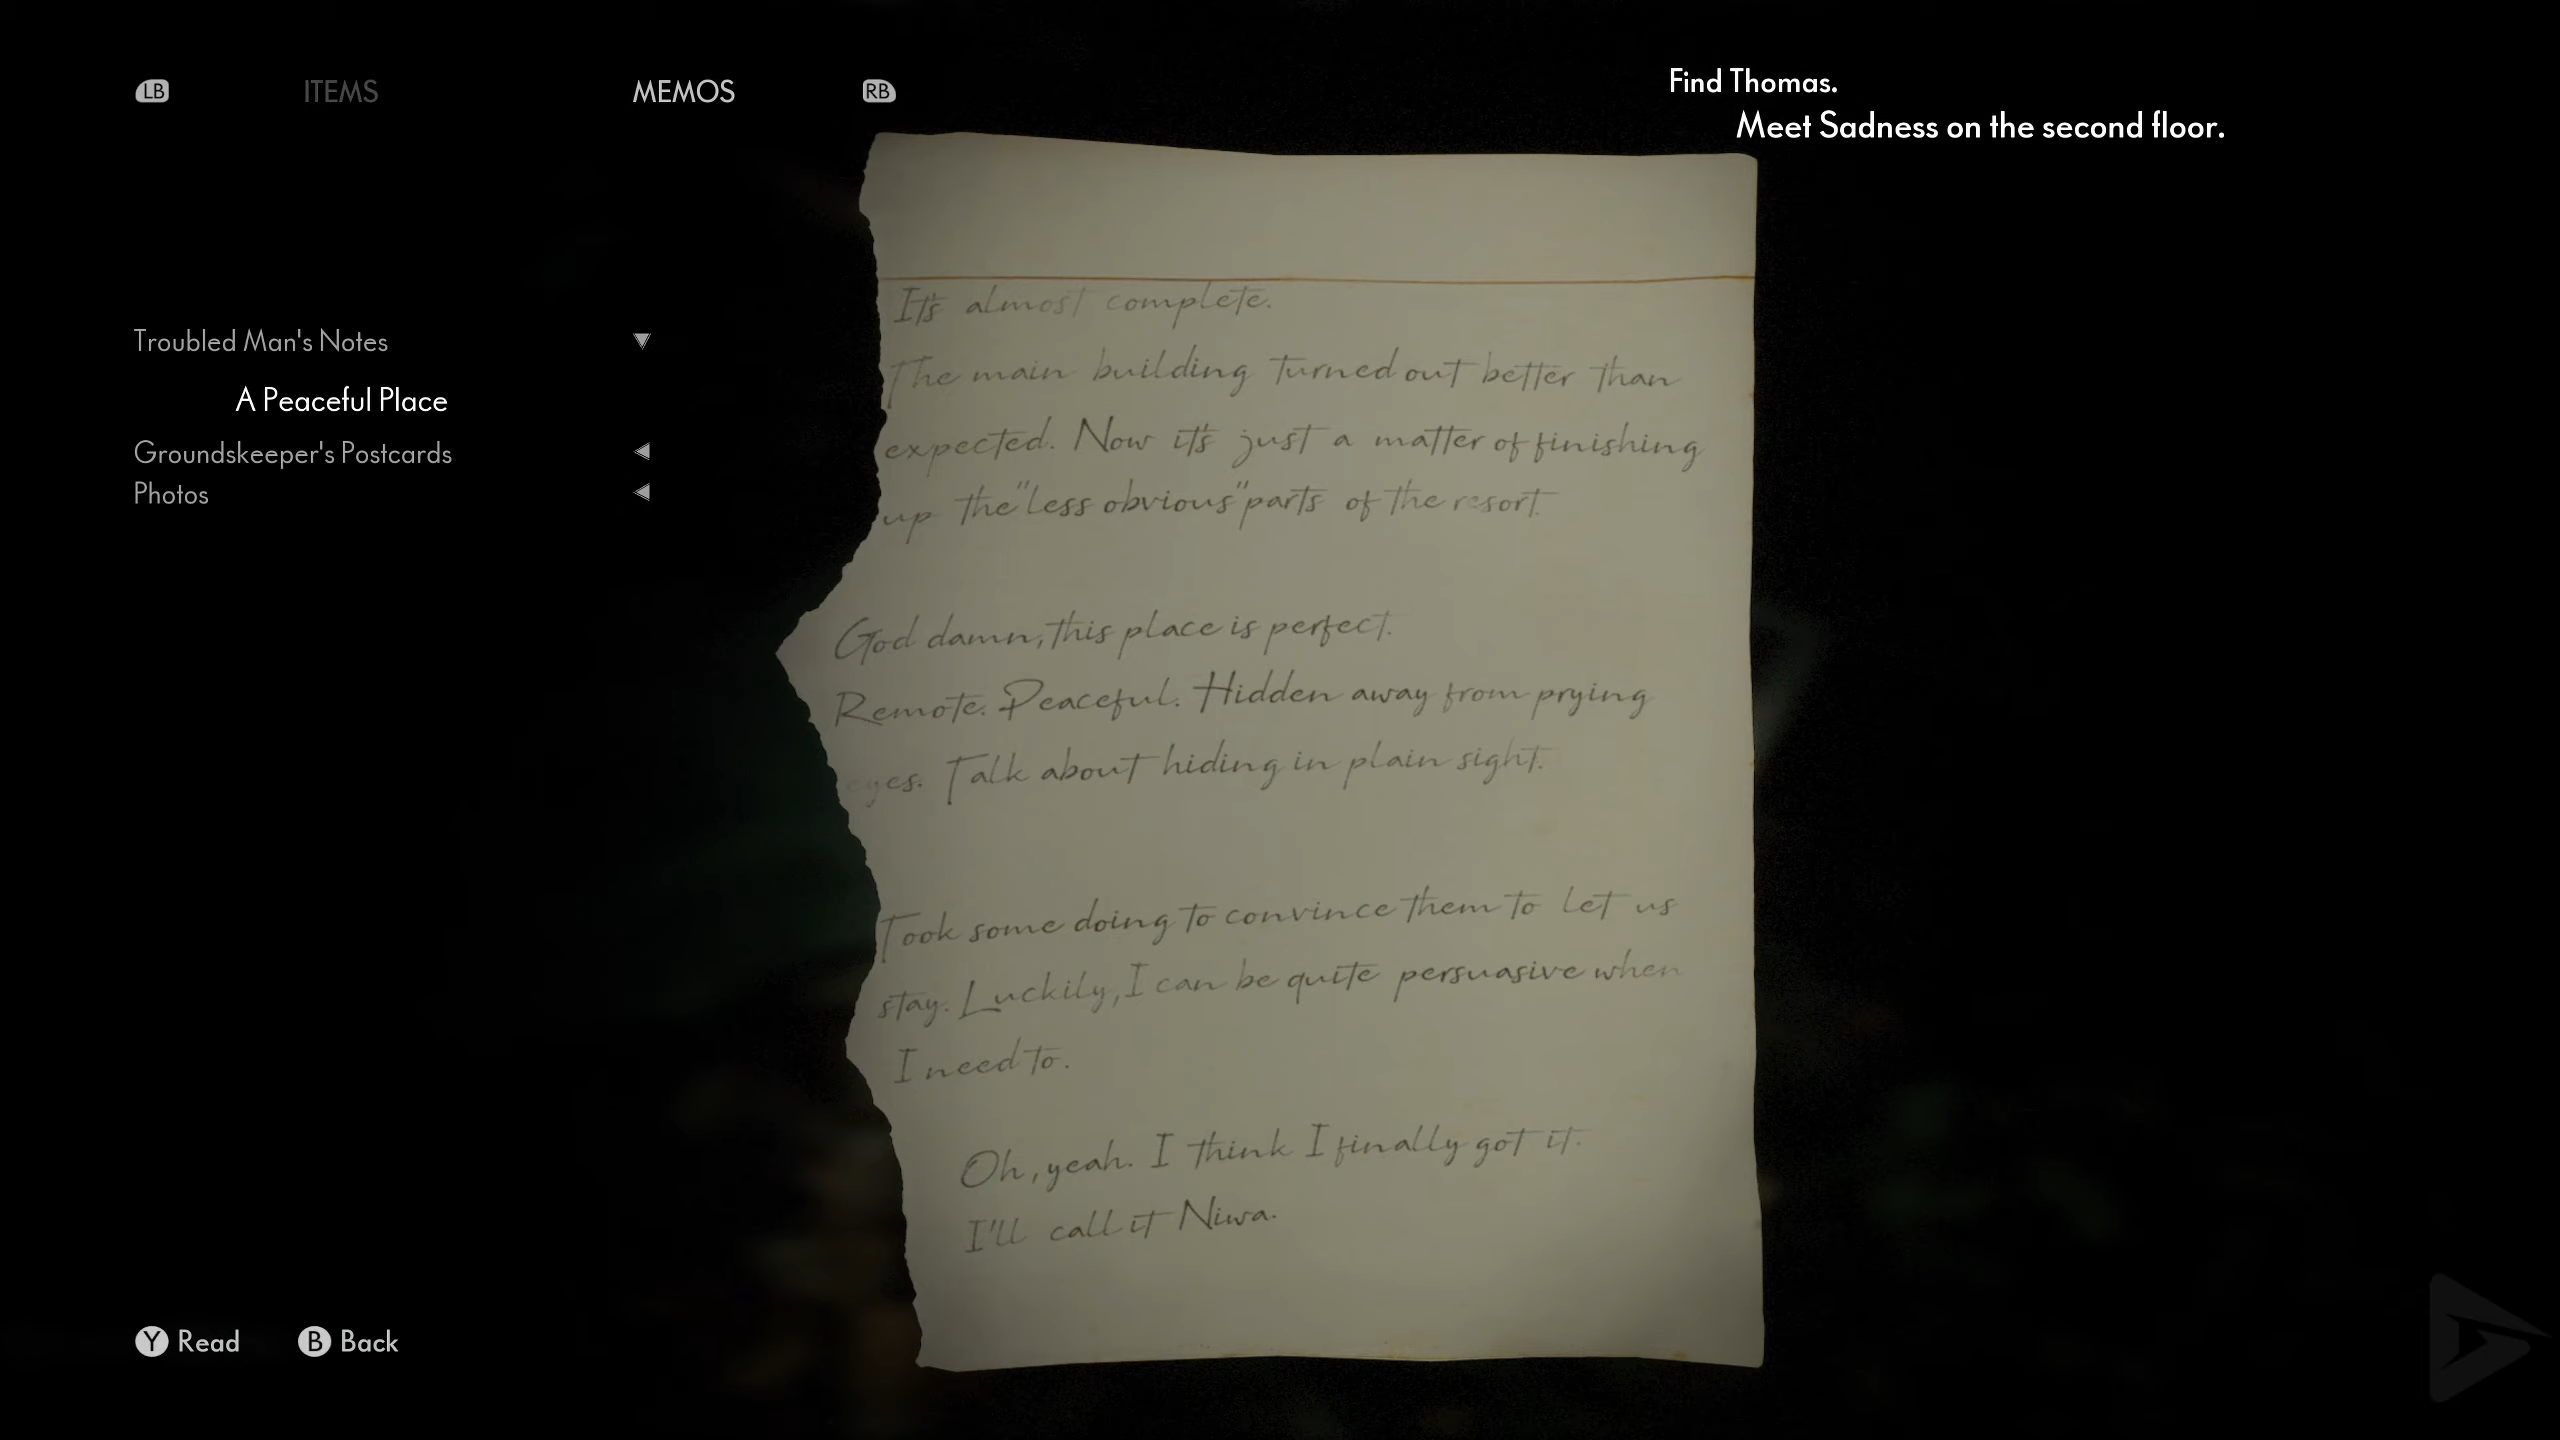 LB ITEMS MEMOS RB
Find Thomas.
Meet Sadness on the second floor.
Troubled Man's Notes
A Peaceful Place
Groundskeeper's Postcards
Photos
It's almost complete.
The main building turned out better than
expected. Now it's just a matter of finishing
up the "less obvious" parts of the resort.
God damn, this place is perfect.
Remote. Peaceful. Hidden away from prying
eyes. Talk about hiding in plain sight.
Took some doing to convince them to let us
stay. Luckily, I can be quite persuasive when
I need to.
Oh, yeah. I think I finally got it.
I'll call it Niwa.
Y Read B Back